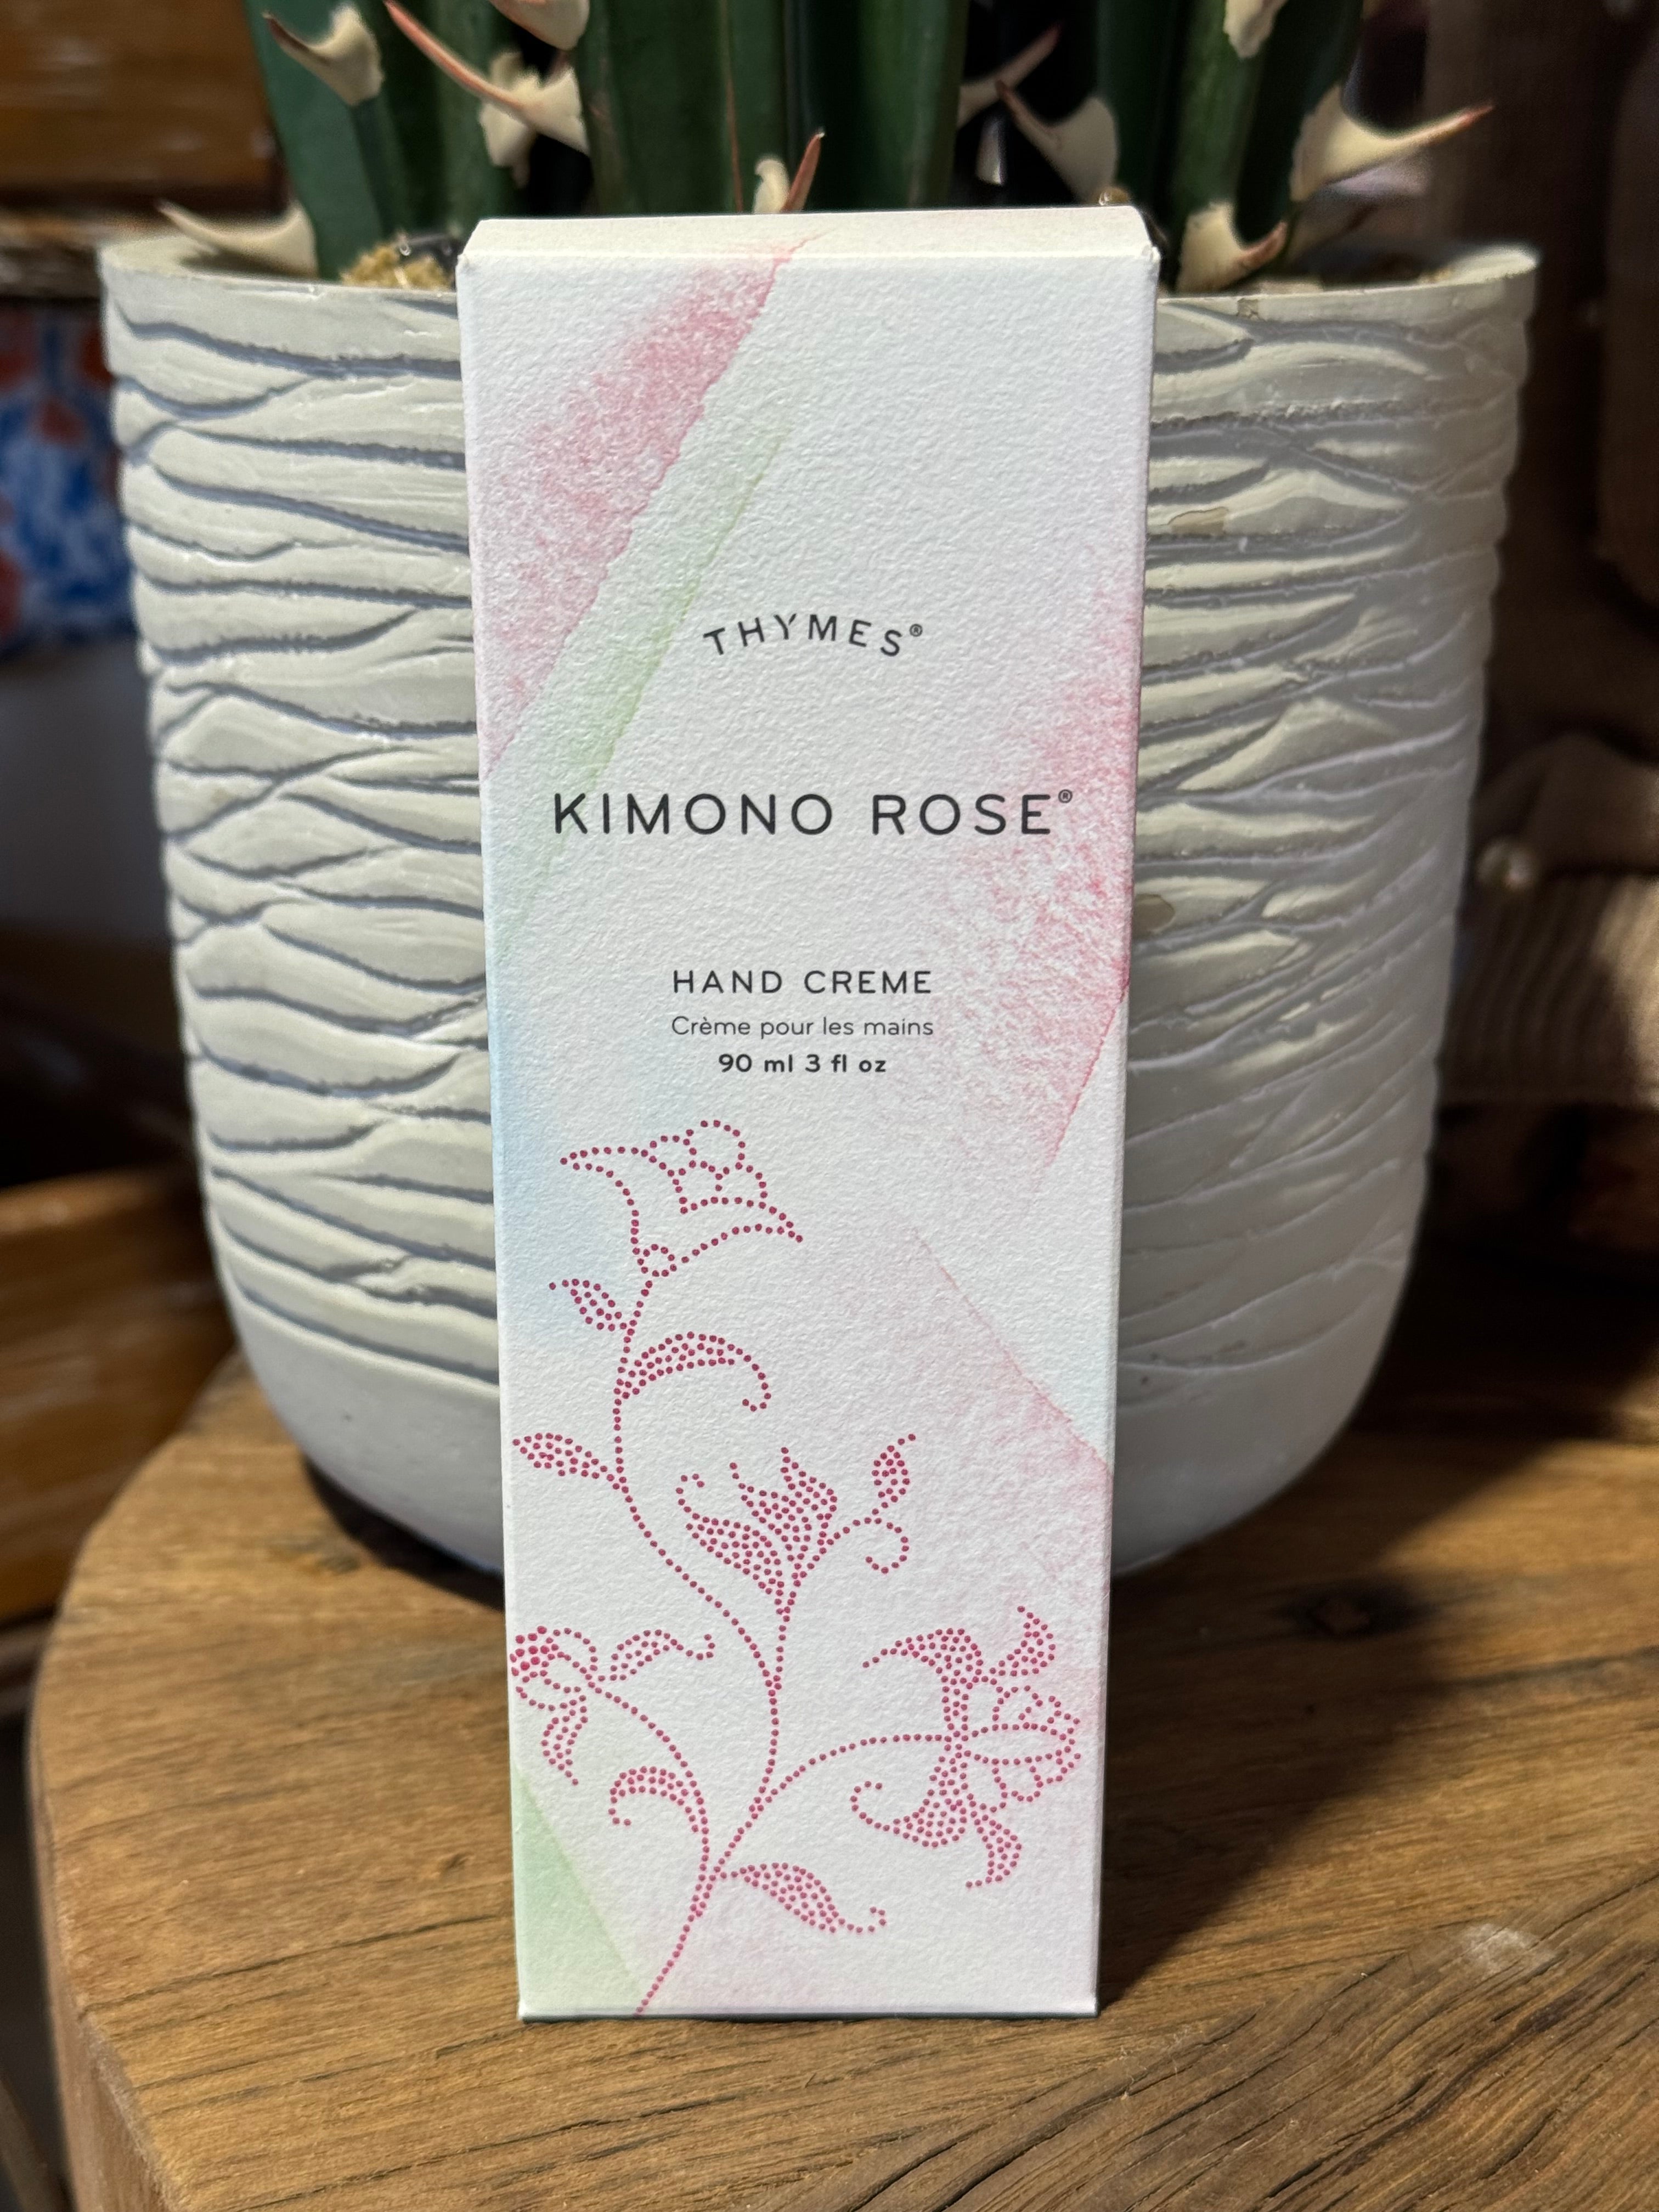 THYMES®
KIMONO ROSE®
HAND CREME
Crème pour les mains
90 ml 3 fl oz